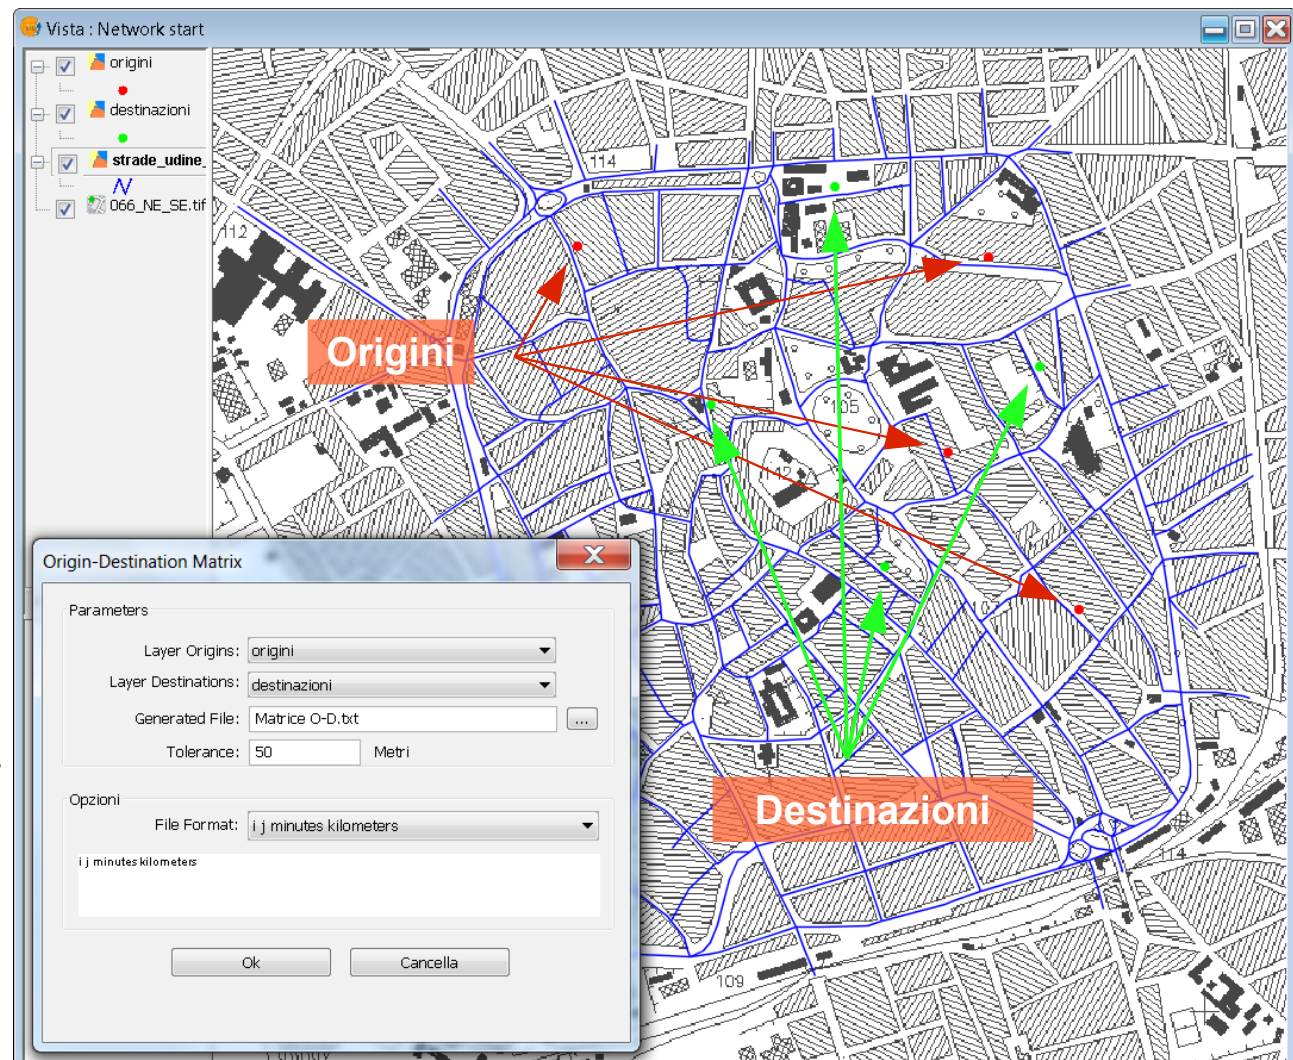 Vista : Network start
origini
destinazioni
strade_udine_
066_NE_SE.tif
114
112
Origini
105
Origin-Destination Matrix
Parameters
Layer Origins: origini
Layer Destinations: destinazioni
Generated File: Matrice O-D.txt ...
Tolerance: 50 Metri
Opzioni
File Format: i j minutes kilometers
i j minutes kilometers
Ok Cancella
Destinazioni
114
109